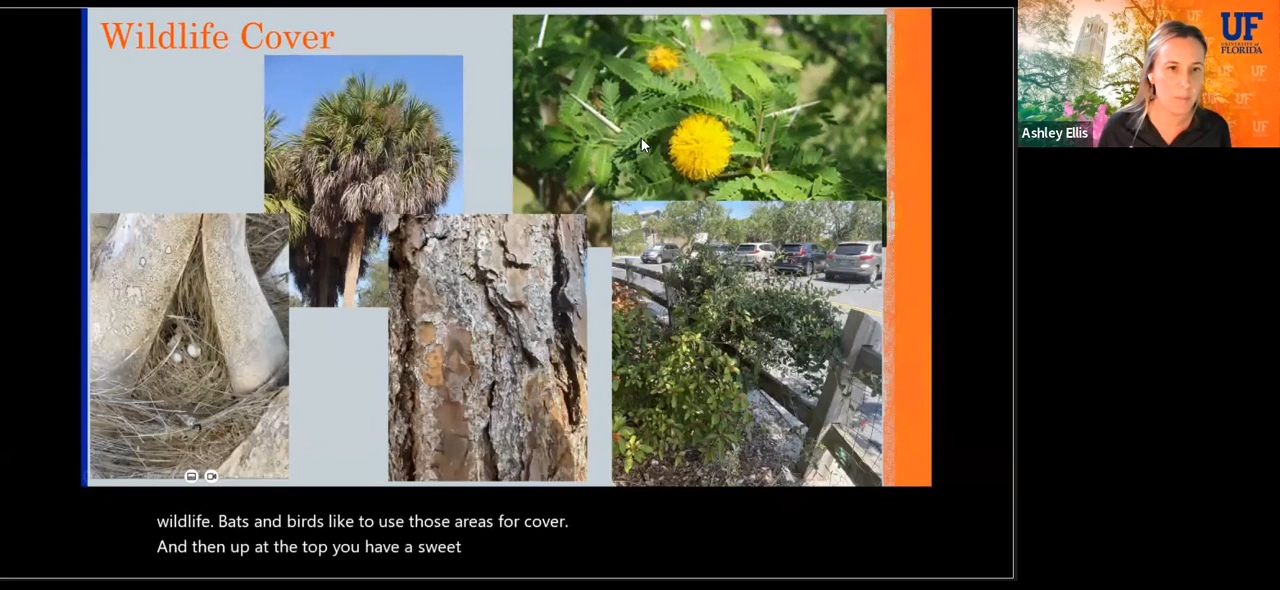 Wildlife Cover
UF
UNIVERSITY of
FLORIDA
Ashley Ellis
wildlife. Bats and birds like to use those areas for cover.
And then up at the top you have a sweet